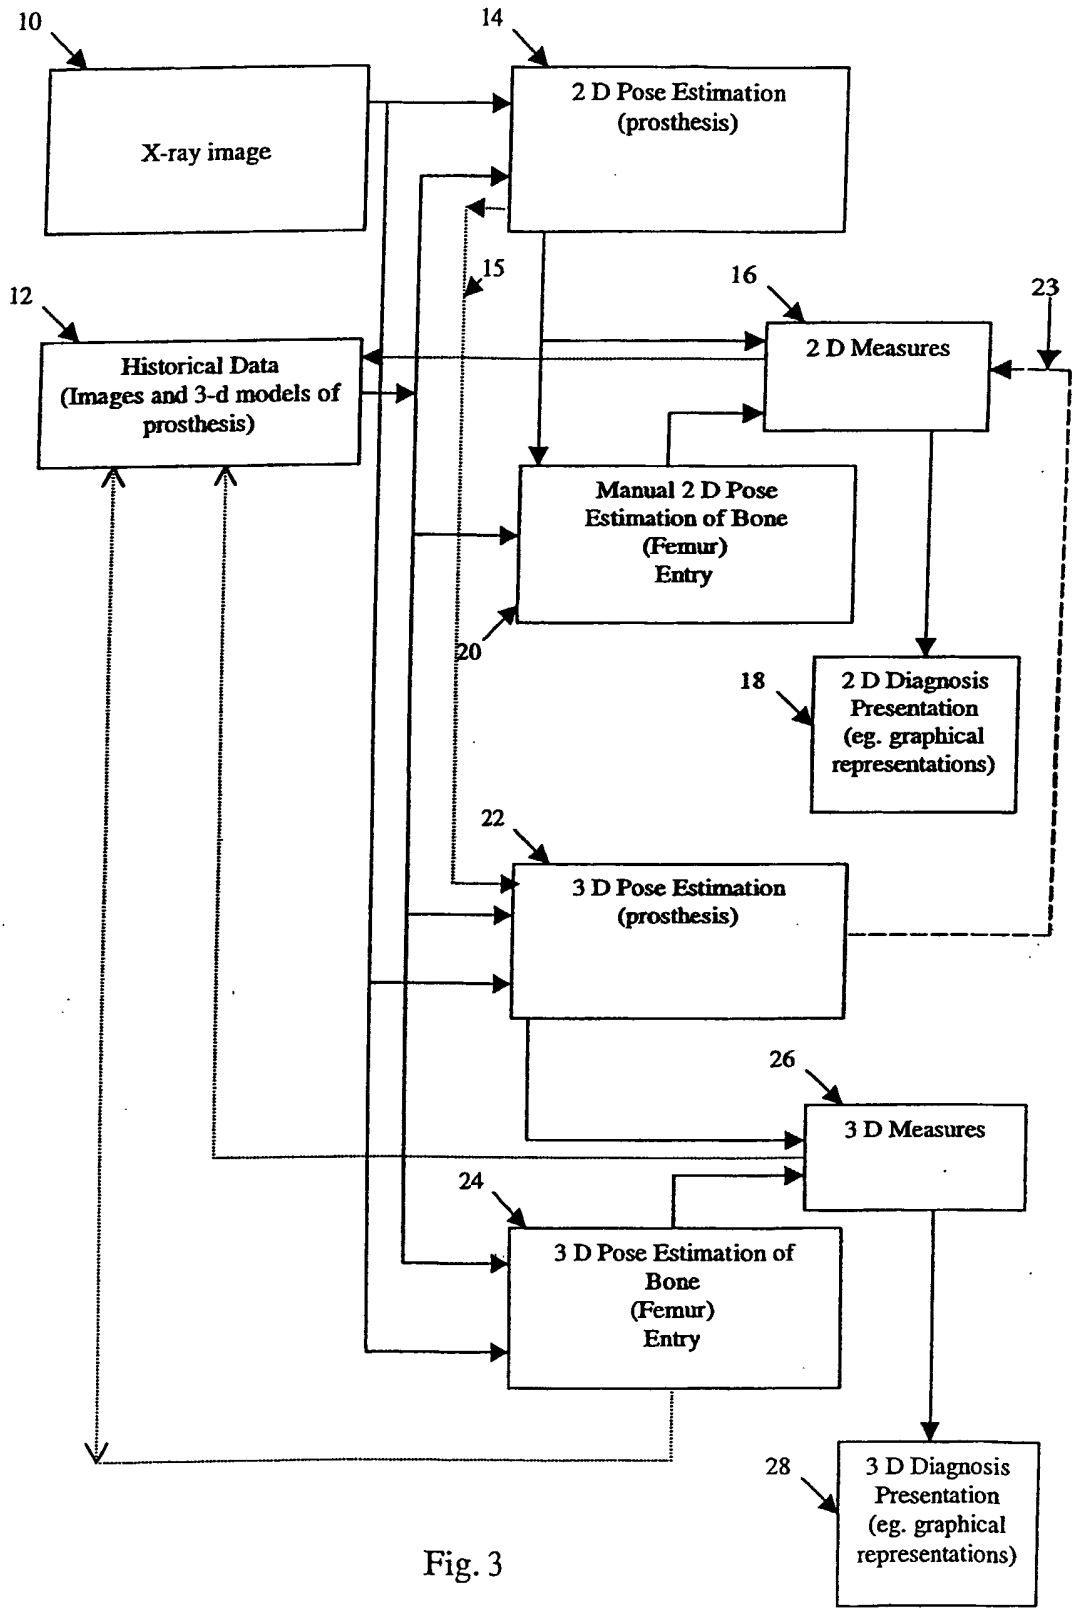 10
14
X-ray image
2 D Pose Estimation
(prosthesis)
15
16
23
12
Historical Data
(Images and 3-d models of
prosthesis)
2 D Measures
Manual 2 D Pose
Estimation of Bone
(Femur)
Entry
20
18
2 D Diagnosis
Presentation
(eg. graphical
representations)
22
3 D Pose Estimation
(prosthesis)
26
3 D Measures
24
3 D Pose Estimation of
Bone
(Femur)
Entry
28
3 D Diagnosis
Presentation
(eg. graphical
representations)
Fig. 3